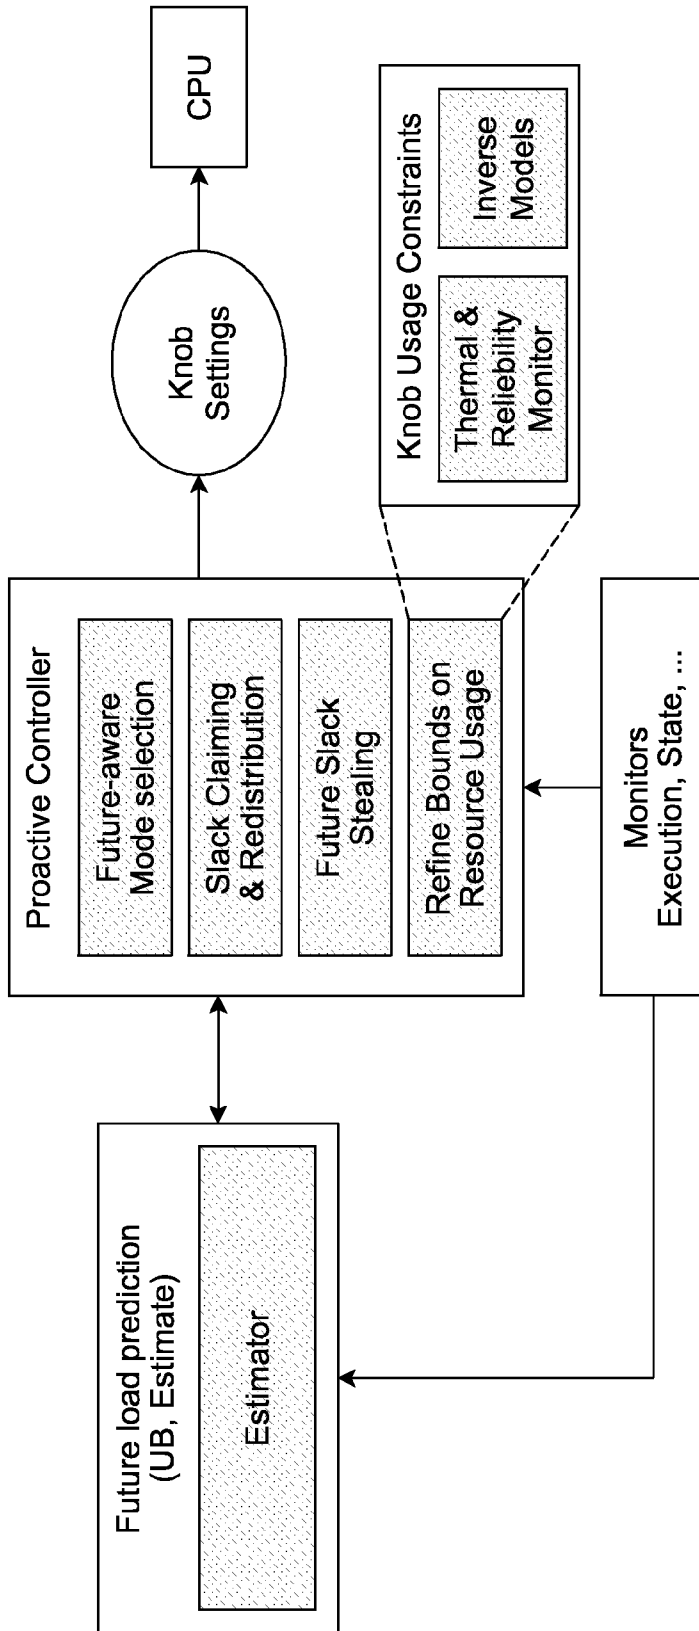 Future load prediction
(UB, Estimate)
Estimator
Proactive Controller
Future-aware
Mode selection
Slack Claiming
& Redistribution
Future Slack
Stealing
Refine Bounds on
Resource Usage
Knob
Settings
CPU
Knob Usage Constraints
Thermal &
Reliebility
Monitor
Inverse
Models
Monitors
Execution, State, ...